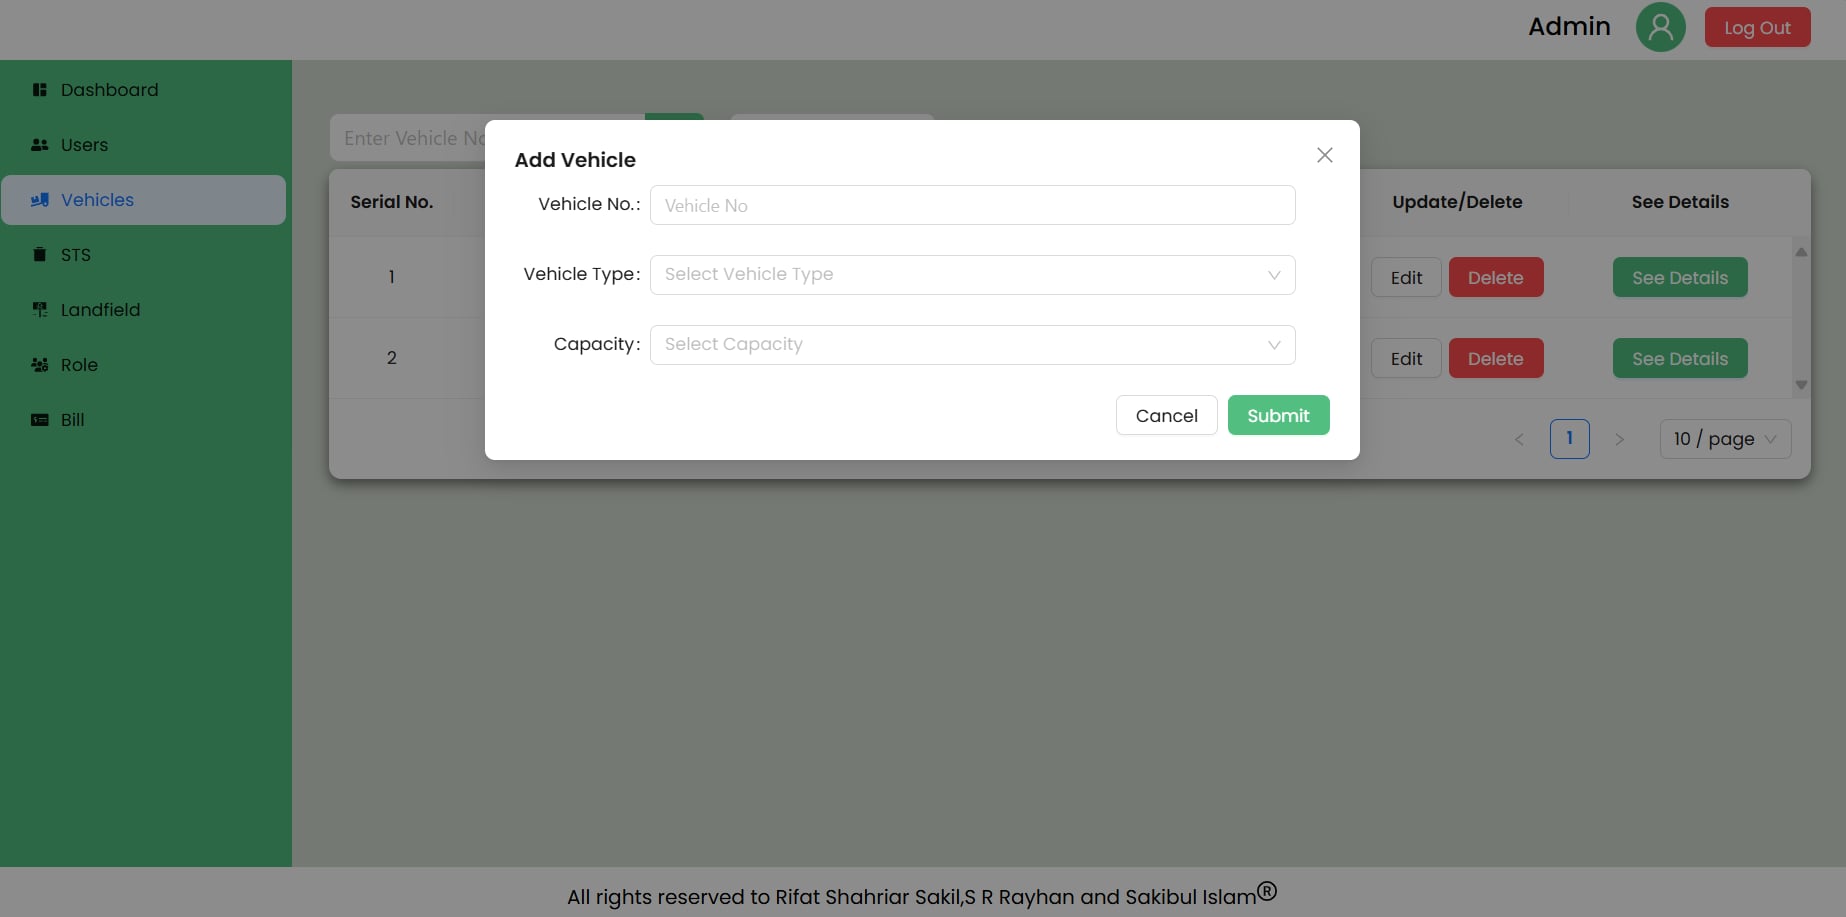 Admin
Log Out
Dashboard
Users
Vehicles
STS
Landfield
Role
Bill
Enter Vehicle
Add Vehicle
Vehicle No.:
Vehicle No
Vehicle Type:
Select Vehicle Type
Capacity:
Select Capacity
Cancel
Submit
Serial No.
Update/Delete
See Details
1
Edit
Delete
See Details
2
Edit
Delete
See Details
1
10 / page
All rights reserved to Rifat Shahriar Sakil,S R Rayhan and Sakibul Islam®